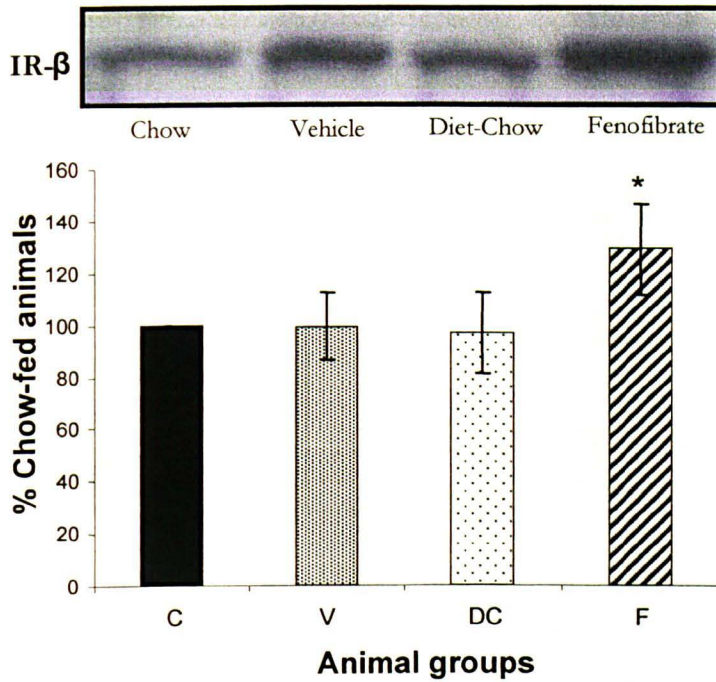 IR-β
Chow Vehicle Diet-Chow Fenofibrate
% Chow-fed animals
160
140
120
100
80
60
40
20
0
*
C V DC F
Animal groups